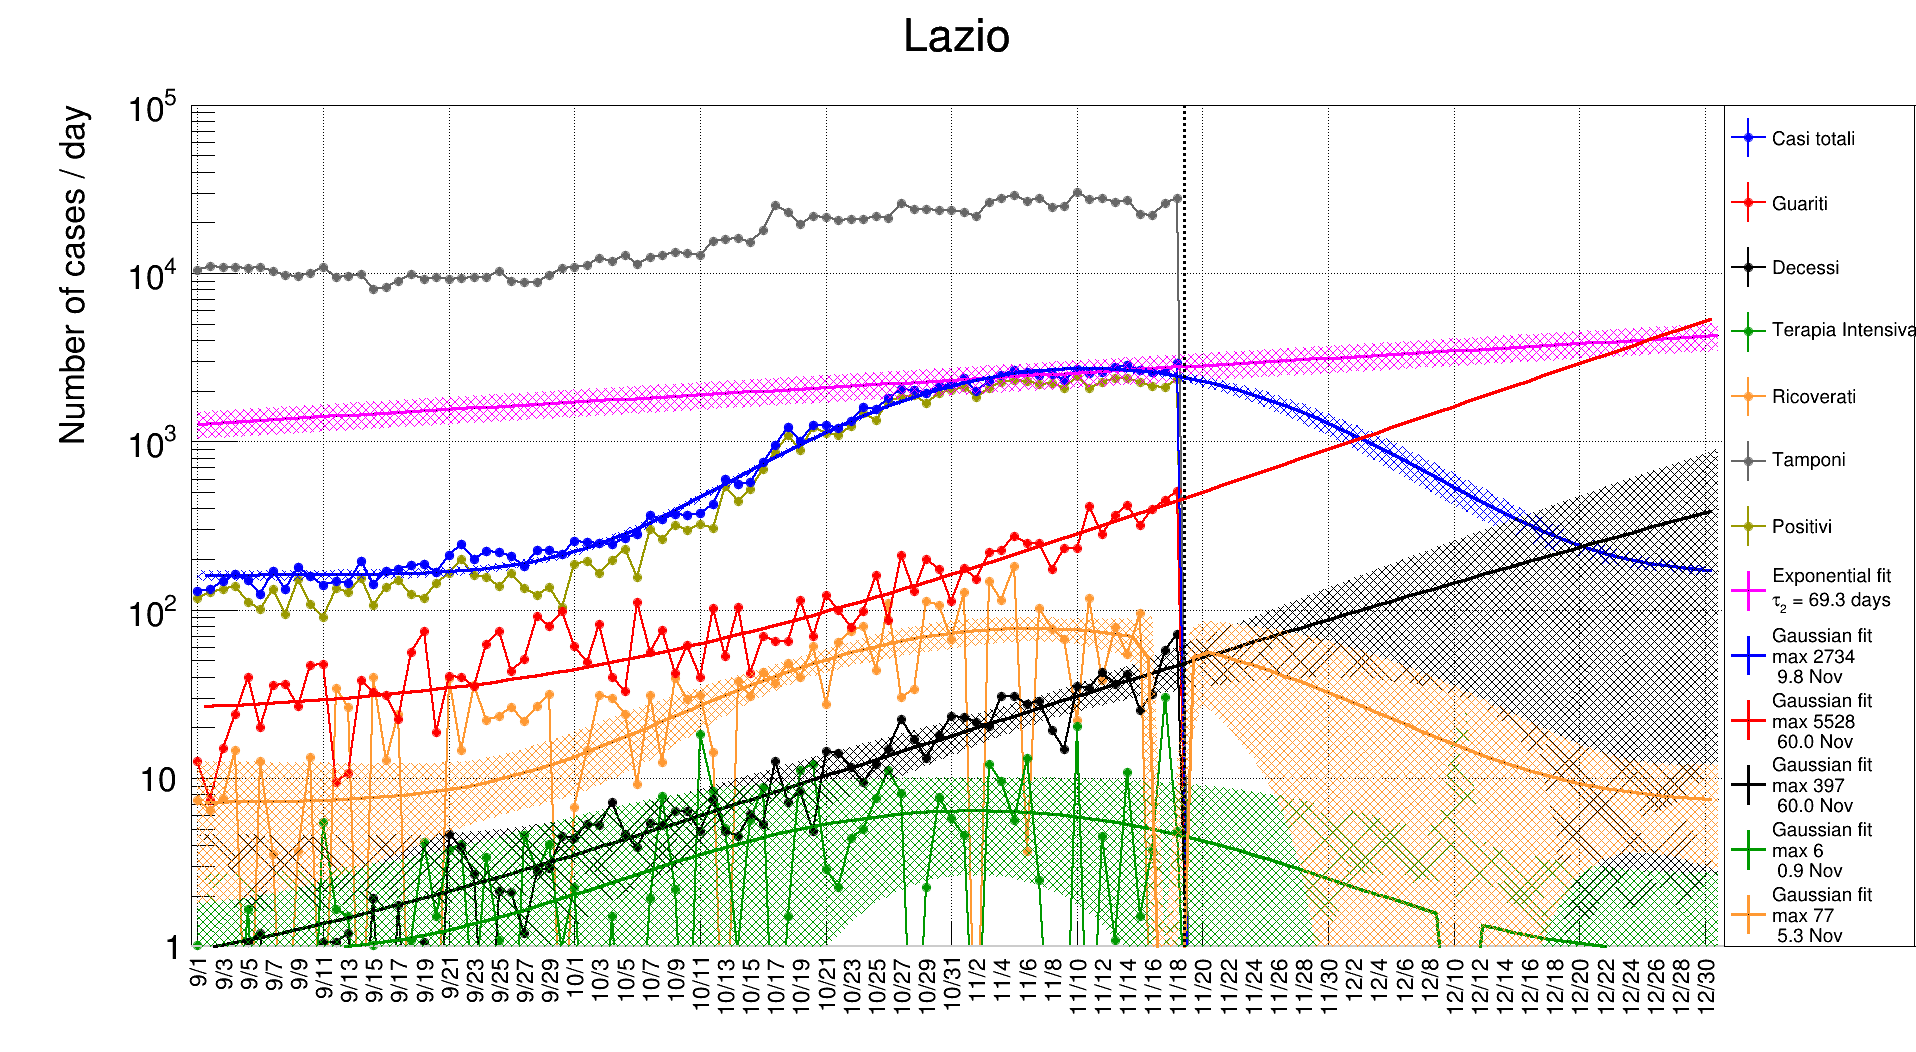 Lazio
Number of cases / day
10^5
10^4
10^3
10^2
10
1
9/1 9/3 9/5 9/7 9/9 9/11 9/13 9/15 9/17 9/19 9/21 9/23 9/25 9/27 9/29 10/1 10/3 10/5 10/7 10/9 10/11 10/13 10/15 10/17 10/19 10/21 10/23 10/25 10/27 10/29 10/31 11/2 11/4 11/6 11/8 11/10 11/12 11/14 11/16 11/18 11/20 11/22 11/24 11/26 11/28 11/30 12/2 12/4 12/6 12/8 12/10 12/12 12/14 12/16 12/18 12/20 12/22 12/24 12/26 12/28 12/30
Casi totali
Guariti
Decessi
Terapia Intensiva
Ricoverati
Tamponi
Positivi
Exponential fit
τ2 = 69.3 days
Gaussian fit
max 2734
9.8 Nov
Gaussian fit
max 5528
60.0 Nov
Gaussian fit
max 397
60.0 Nov
Gaussian fit
max 6
0.9 Nov
Gaussian fit
max 77
5.3 Nov